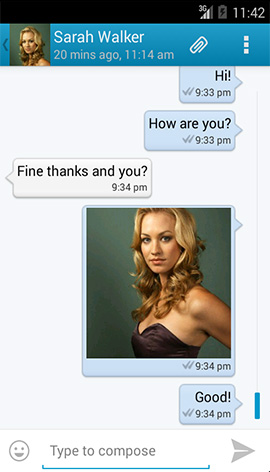 3G 11:42
Sarah Walker
20 mins ago, 11:14 am
Hi!
9:33 pm
How are you?
9:33 pm
Fine thanks and you?
9:34 pm
9:34 pm
Good!
9:34 pm
Type to compose